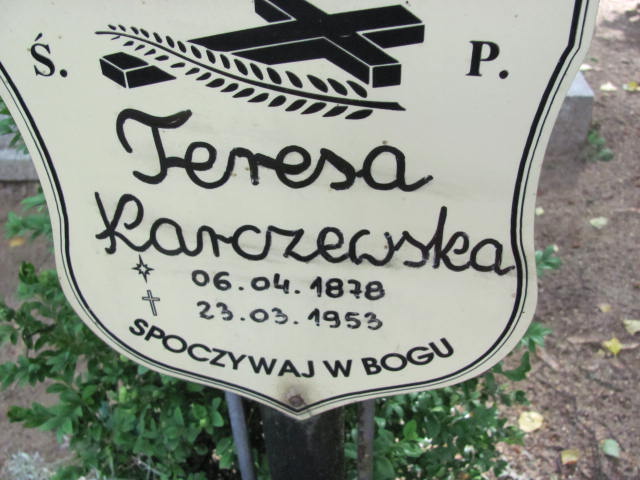 Ś. P.
Teresa
Karczewska
06.04.1878
23.03.1953
SPOCZYWAJ W BOGU